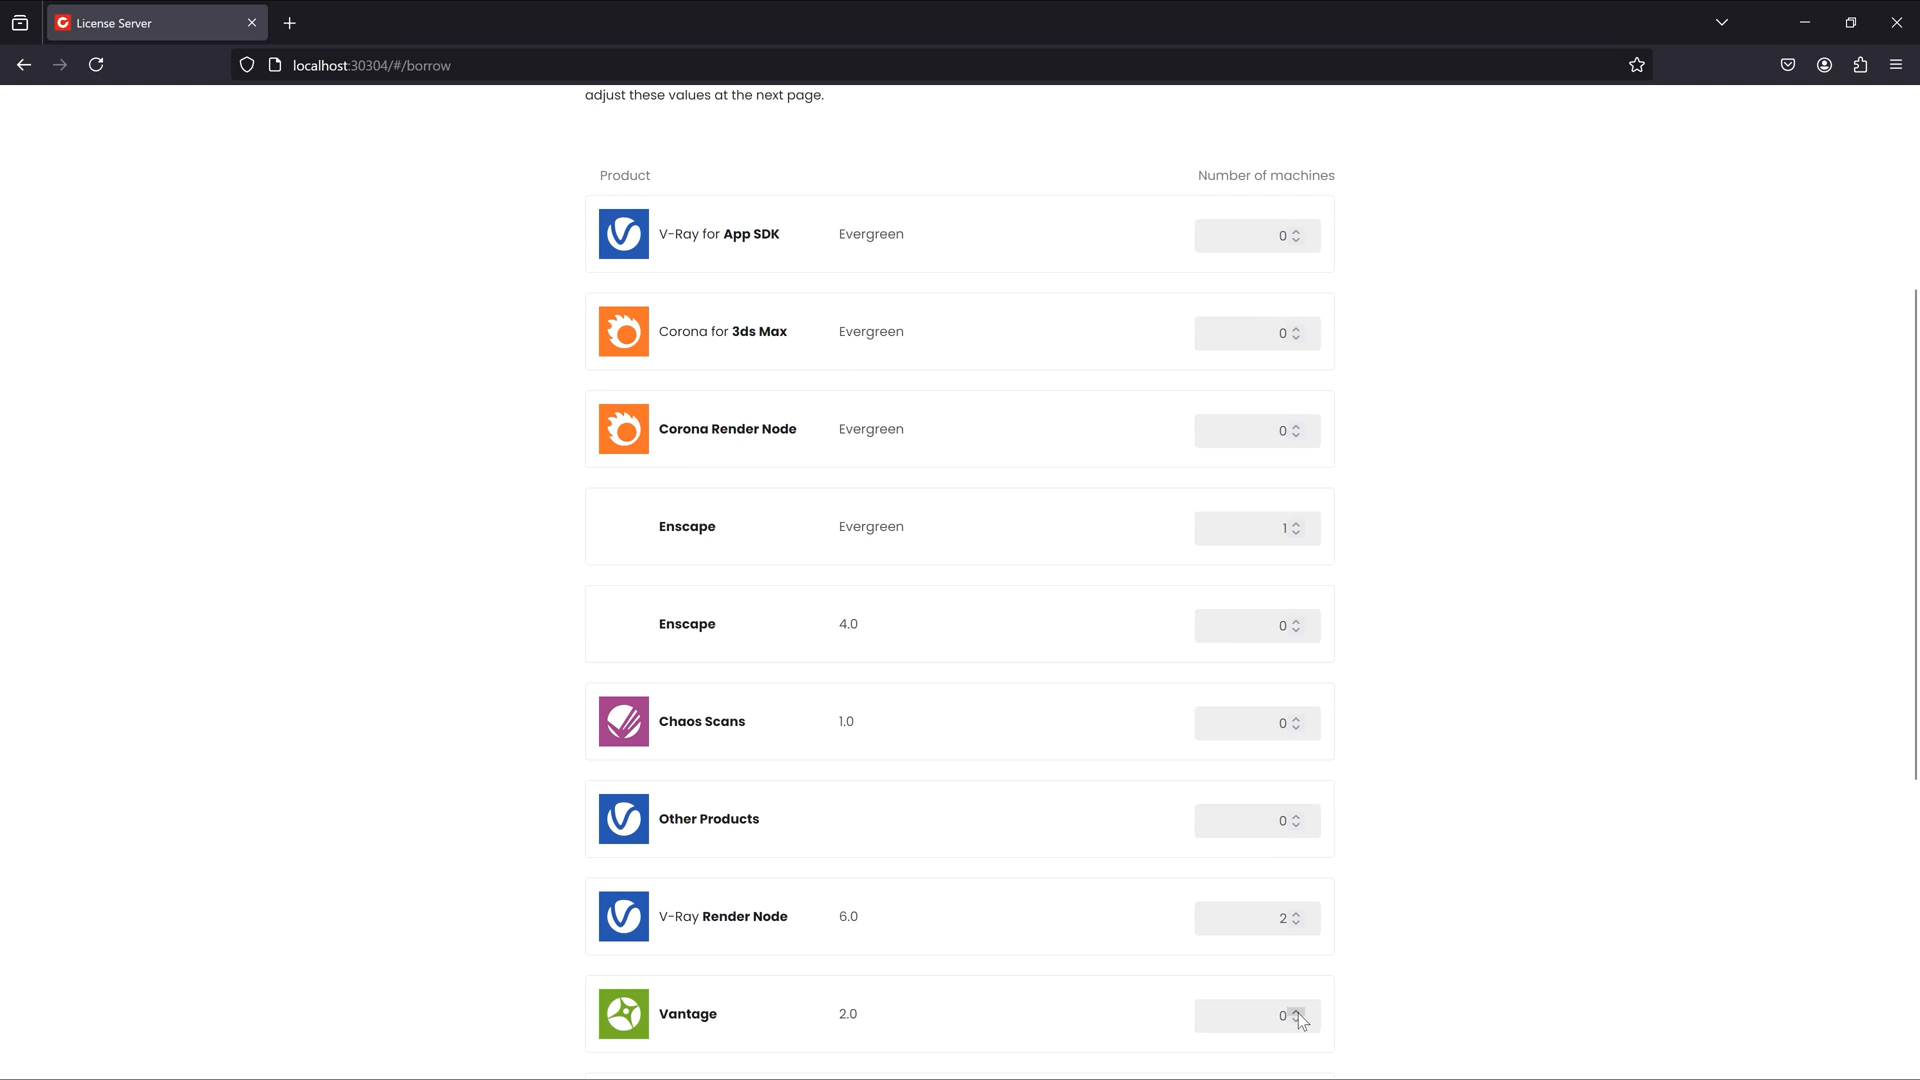 License Server
localhost:30304/#/borrow
adjust these values at the next page.
Product Number of machines
V-Ray for App SDK Evergreen 0
Corona for 3ds Max Evergreen 0
Corona Render Node Evergreen 0
Enscape Evergreen 1
Enscape 4.0 0
Chaos Scans 1.0 0
Other Products 0
V-Ray Render Node 6.0 2
Vantage 2.0 0